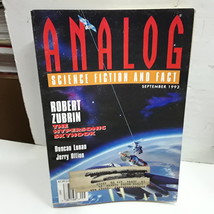 ANALOG
SCIENCE FICTION AND FACT
SEPTEMBER 1993
ROBERT
ZUBRIN
THE
HYPERSONIC
SKYHOOK
Duncan Lunan
Jerry Oltion